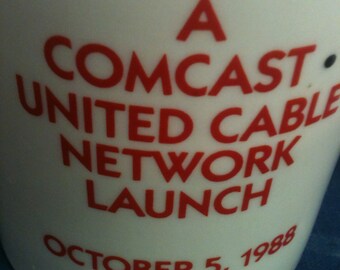 A
COMCAST •
UNITED CABLE
NETWORK
LAUNCH
OCTOBER 5, 1988